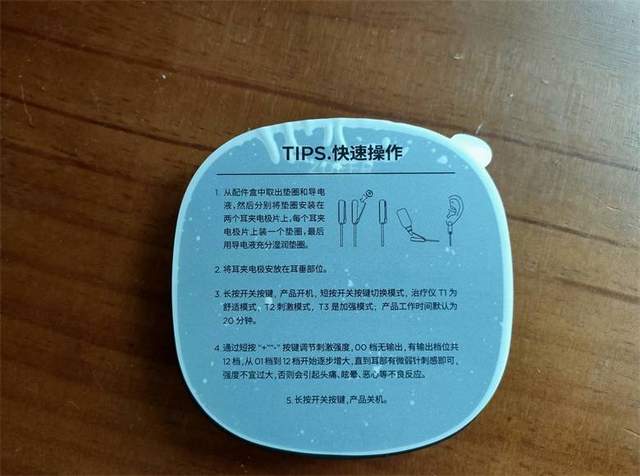 TIPS.快速操作
1. 从配件盒中取出垫圈和导电
液,然后分别将垫圈安装在
两个耳夹电极片上,每个耳夹
电极片上装一个垫圈,最后
用导电液充分湿润垫圈。
2. 将耳夹电极安放在耳垂部位。
3. 长按开关按键,产品开机,短按开关按键切换模式,治疗仪 T1 为
舒适模式,T2 刺激模式,T3 是加强模式;产品工作时间默认为
20 分钟。
4. 通过短按 "+""-" 按键调节刺激强度,00 档无输出,有输出档位共
12 档,从 01 档到 12 档开始逐步增大,直到耳部有微弱针刺感即可,
强度不宜过大,否则会引起头痛、眩晕、恶心等不良反应。
5. 长按开关按键,产品关机。